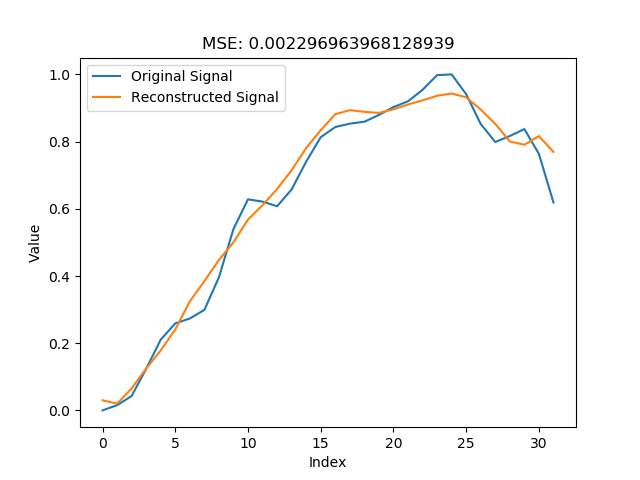 MSE: 0.002296963968128939
Original Signal
Reconstructed Signal
1.0
0.8
0.6
0.4
0.2
0.0
Value
0 5 10 15 20 25 30
Index